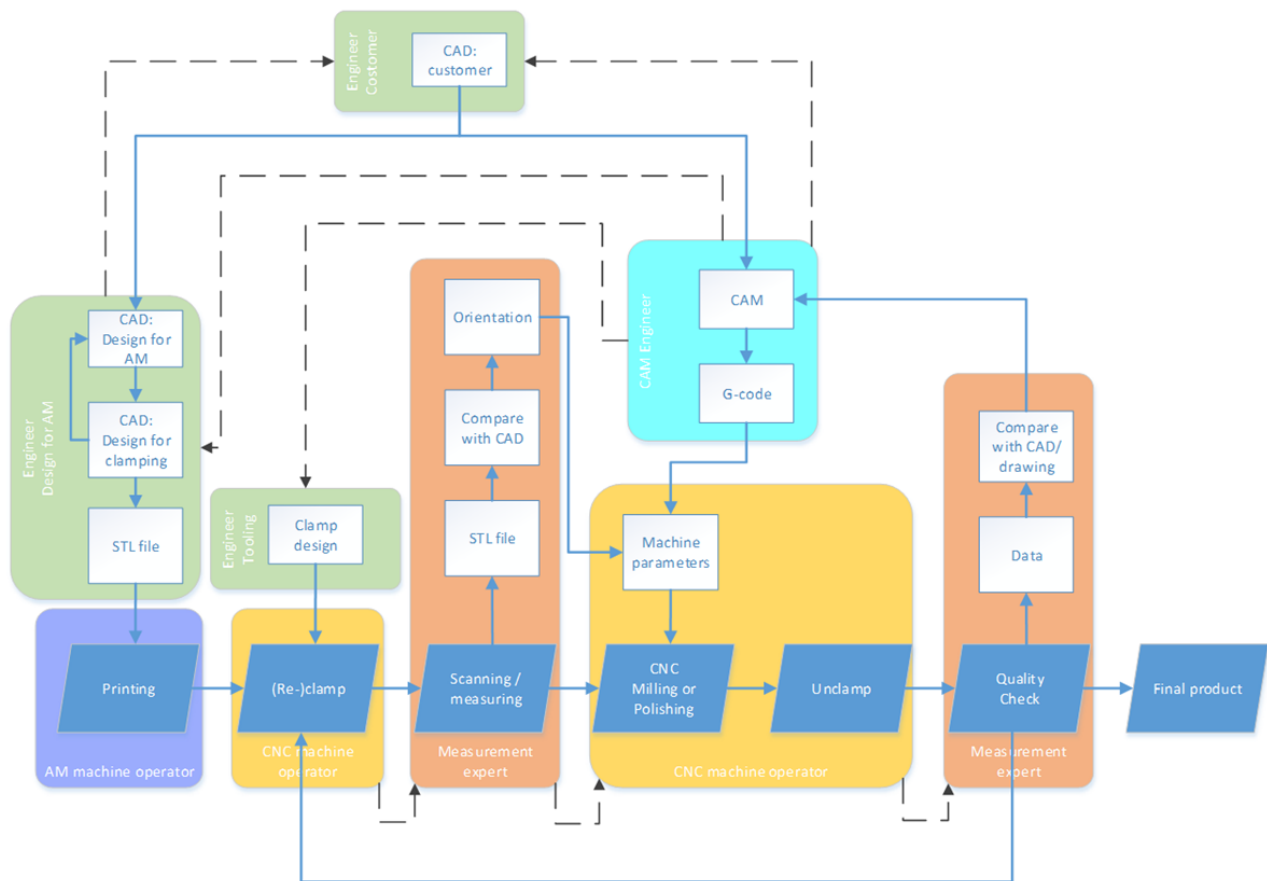 Engineer
Costomer
CAD:
customer
CAD:
Design for
AM
CAD:
Design for
clamping
STL file
Engineer
Design for AM
Engineer
Tooling
Clamp
design
Orientation
Compare
with CAD
STL file
CAM Engineer
CAM
G-code
Machine
parameters
Compare
with CAD/
drawing
Data
Printing
(Re-)clamp
Scanning /
measuring
CNC
Milling or
Polishing
Unclamp
Quality
Check
Final product
AM machine operator
CNC machine
operator
Measurement
expert
CNC machine operator
Measurement
expert